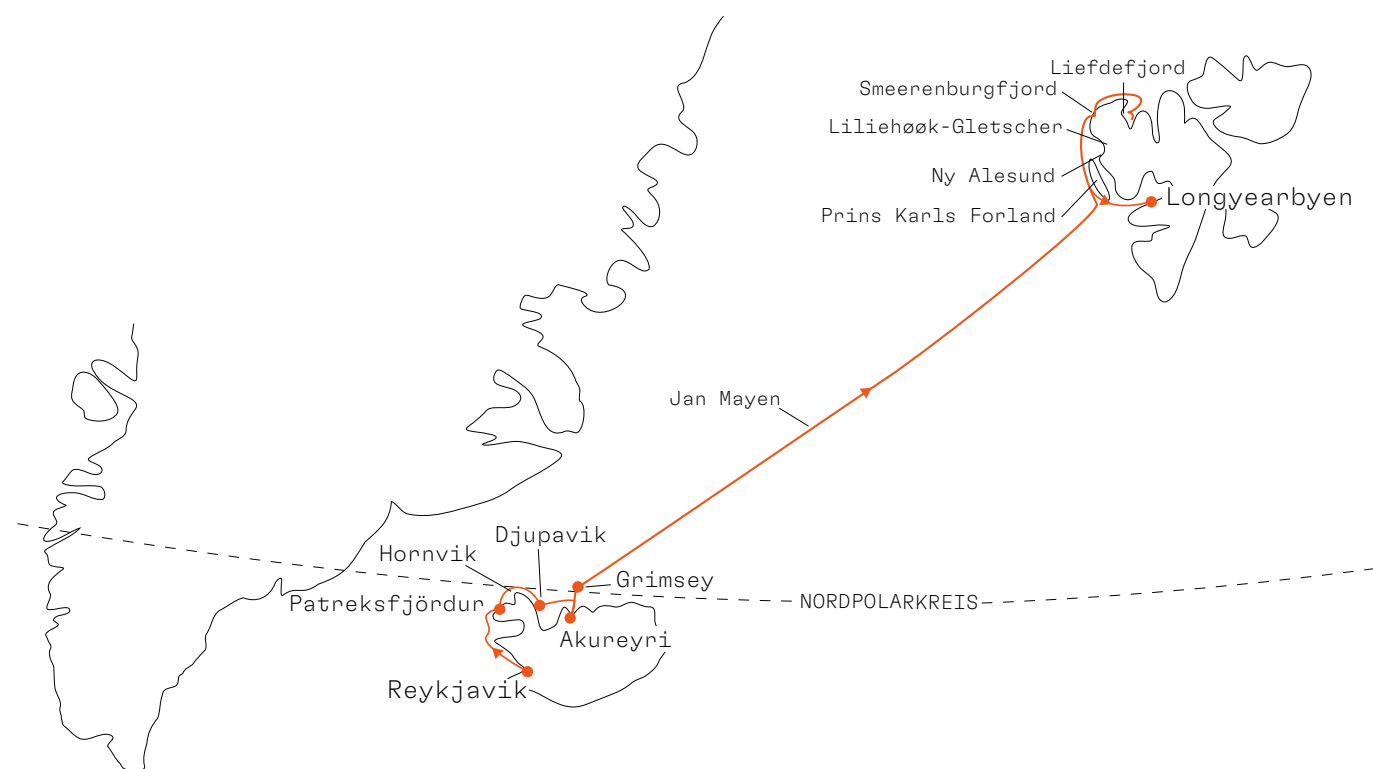 Liefdefjord
Smeerenburgfjord
Liliehøøk-Gletscher
Ny Alesund
Longyearbyen
Prins Karls Forland
Jan Mayen
Djupavik
Hornvik
Grimsey
Patreksfjördur
NORDPOLARKREIS
Akureyri
Reykjavik